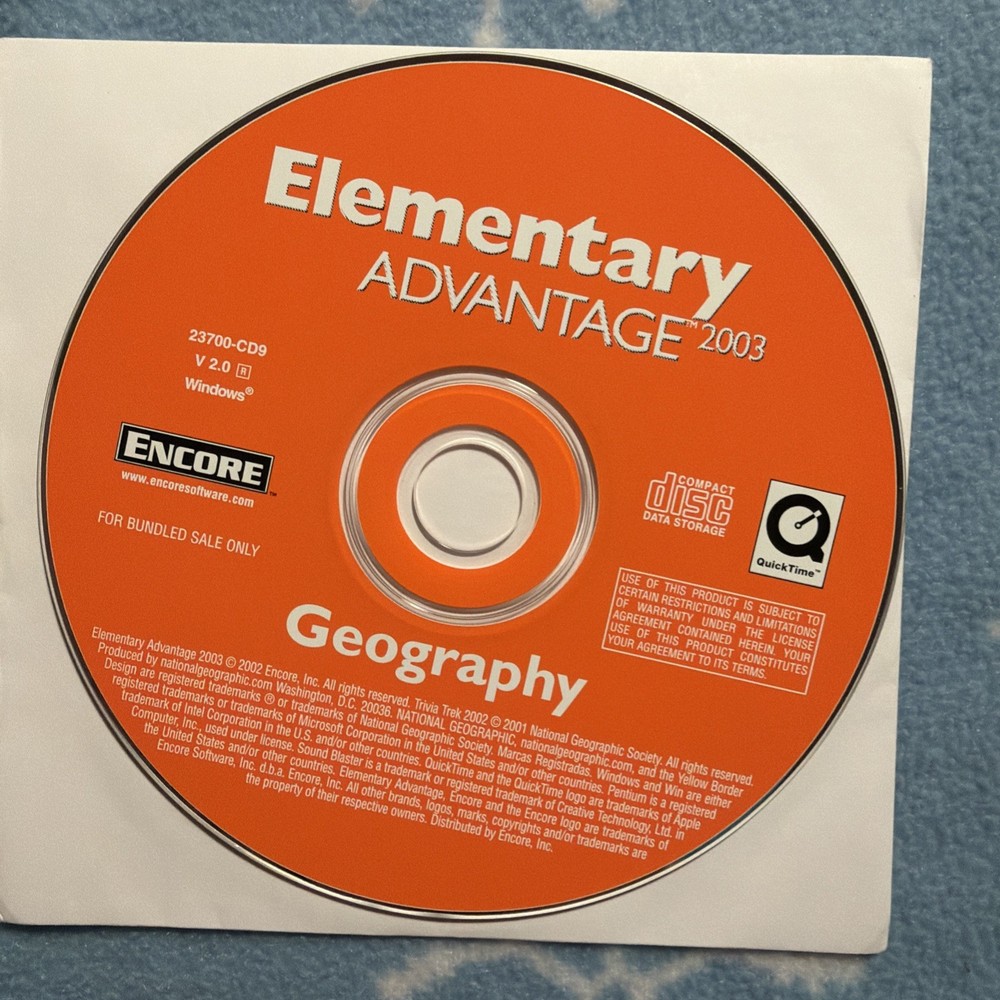 Elementary
ADVANTAGE™ 2003
23700-CD9
V 2.0 R
Windows®
ENCORE™
www.encoresoftware.com
FOR BUNDLED SALE ONLY
COMPACT
disc
DATA STORAGE
QuickTime™
USE OF THIS PRODUCT IS SUBJECT TO
CERTAIN RESTRICTIONS AND LIMITATIONS
OF WARRANTY UNDER THE LICENSE
AGREEMENT CONTAINED HEREIN. YOUR
USE OF THIS PRODUCT CONSTITUTES
YOUR AGREEMENT TO ITS TERMS.
Geography
Elementary Advantage 2003 © 2002 Encore, Inc. All rights reserved. Trivia Trek 2002 © 2001 National Geographic Society. All rights reserved.
Produced by nationalgeographic.com Washington, D.C. 20036. NATIONAL GEOGRAPHIC, nationalgeographic.com, and the Yellow Border
Design are registered trademarks ® or trademarks of National Geographic Society. Marcas Registradas. Windows and Win are either
registered trademarks or trademarks of Microsoft Corporation in the United States and/or other countries. Pentium is a registered
trademark of Intel Corporation in the U.S. and/or other countries. QuickTime and the QuickTime logo are trademarks of Apple
Computer, Inc., used under license. Sound Blaster is a trademark or registered trademark of Creative Technology, Ltd. in
the United States and/or other countries. Elementary Advantage, Encore and the Encore logo are trademarks of
Encore Software, Inc. d.b.a. Encore, Inc. All other brands, logos, marks, copyrights and/or trademarks are
the property of their respective owners. Distributed by Encore, Inc.